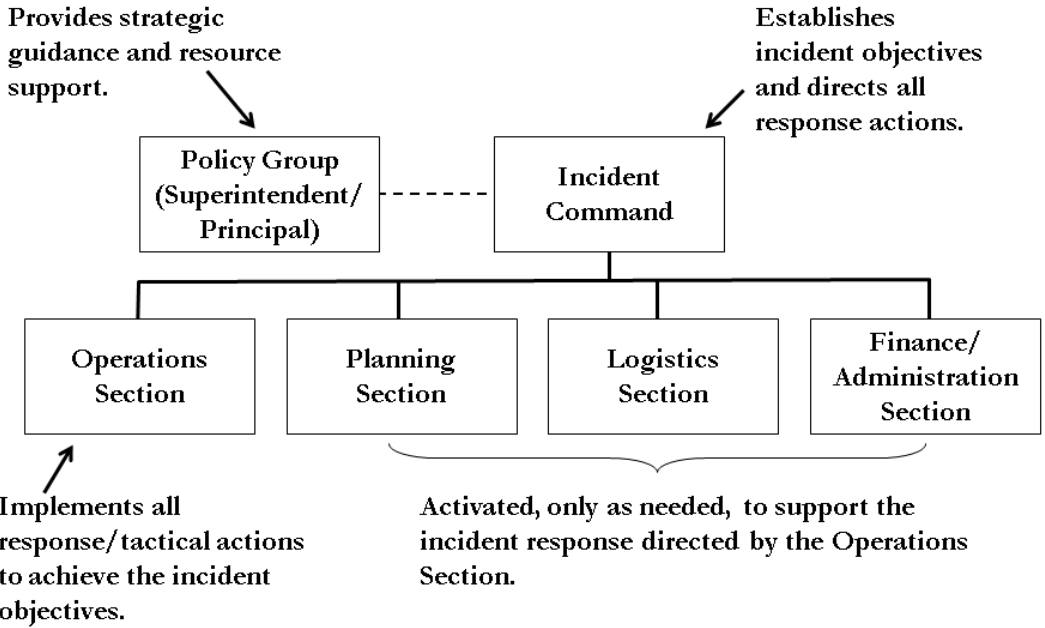 Provides strategic
guidance and resource
support.
Establishes
incident objectives
and directs all
response actions.
Policy Group
(Superintendent/
Principal)
Incident
Command
Operations
Section
Planning
Section
Logistics
Section
Finance/
Administration
Section
Implements all
response/tactical actions
to achieve the incident
objectives.
Activated, only as needed, to support the
incident response directed by the Operations
Section.